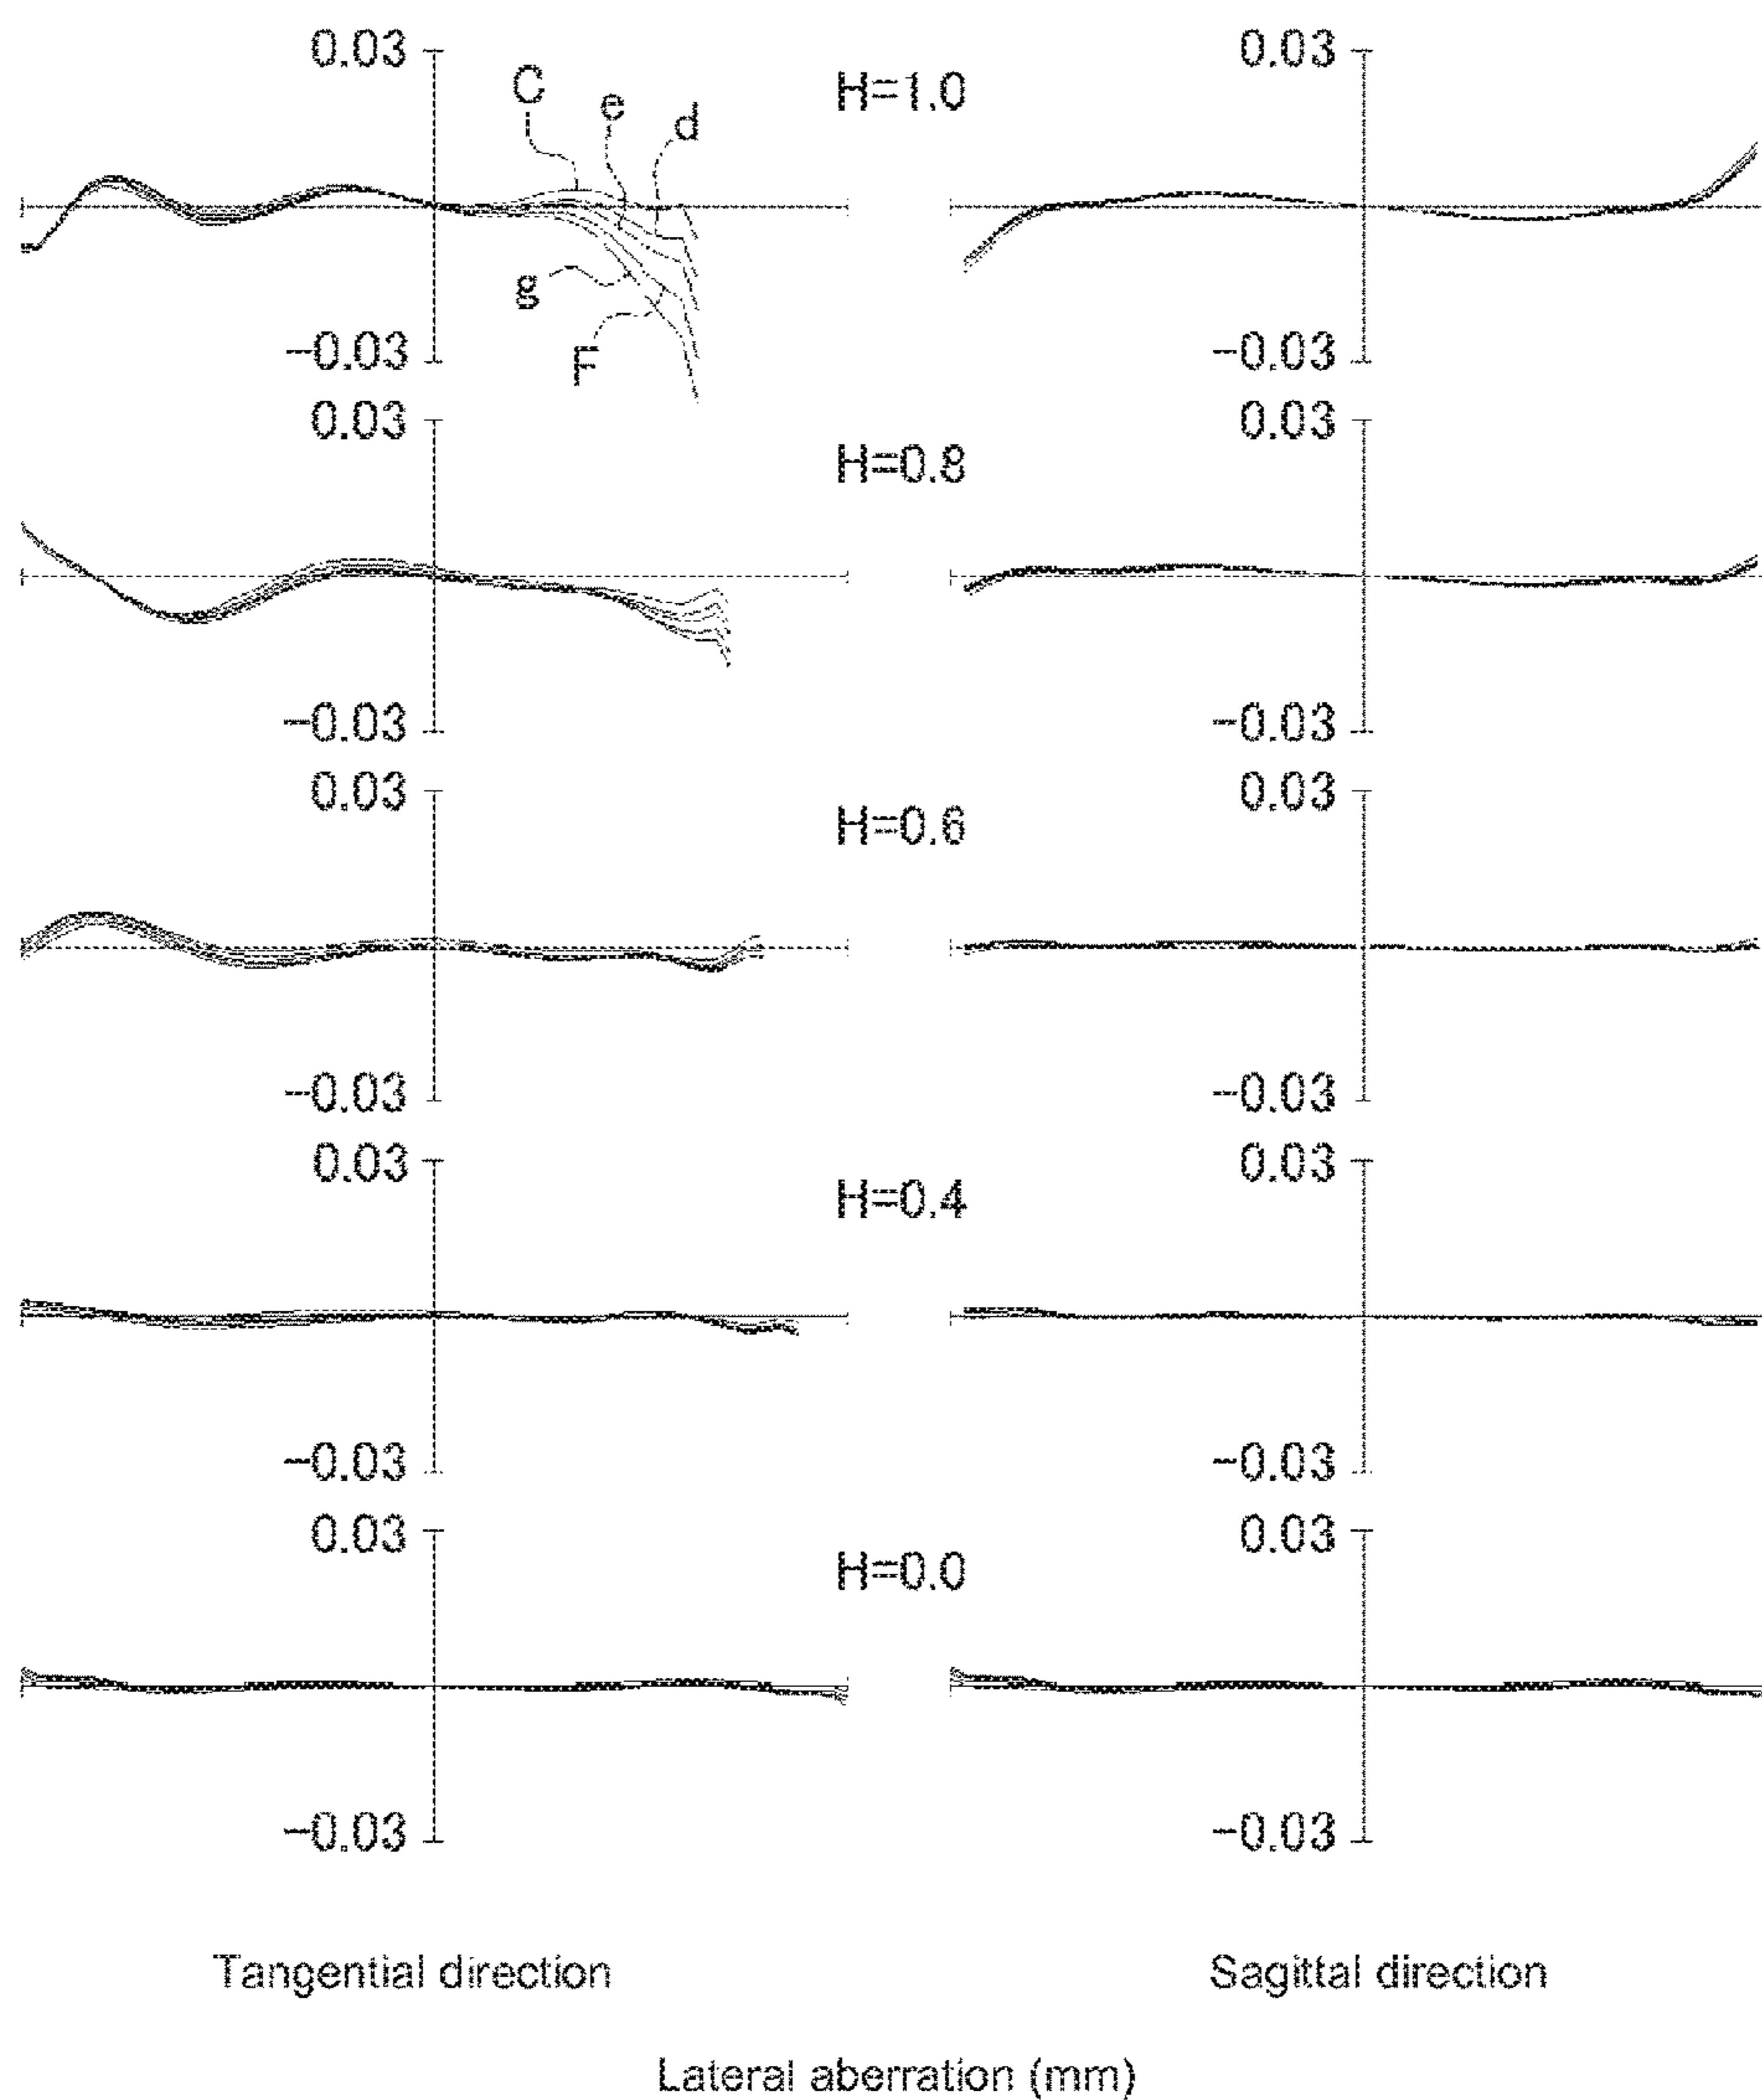 0.03 0.03
H=1.0
C
e
d
g
F
−0.03 −0.03
0.03 0.03
H=0.8
−0.03 −0.03
0.03 0.03
H=0.6
−0.03 −0.03
0.03 0.03
H=0.4
−0.03 −0.03
0.03 0.03
H=0.0
−0.03 −0.03
Tangential direction Sagittal direction
Lateral aberration (mm)